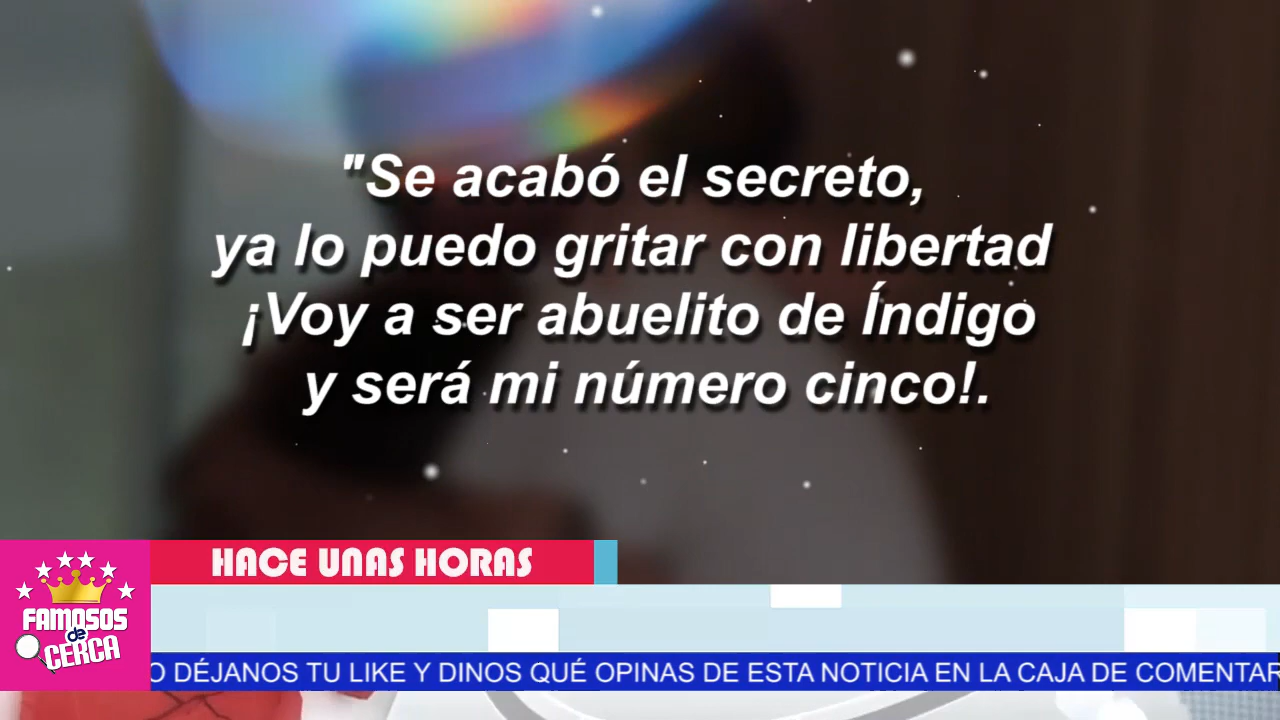 "Se acabó el secreto,
ya lo puedo gritar con libertad
¡Voy a ser abuelito de Índigo
y será mi número cinco!.
HACE UNAS HORAS
FAMOSOS
de
CERCA
O DÉJANOS TU LIKE Y DINOS QUÉ OPINAS DE ESTA NOTICIA EN LA CAJA DE COMENTAR